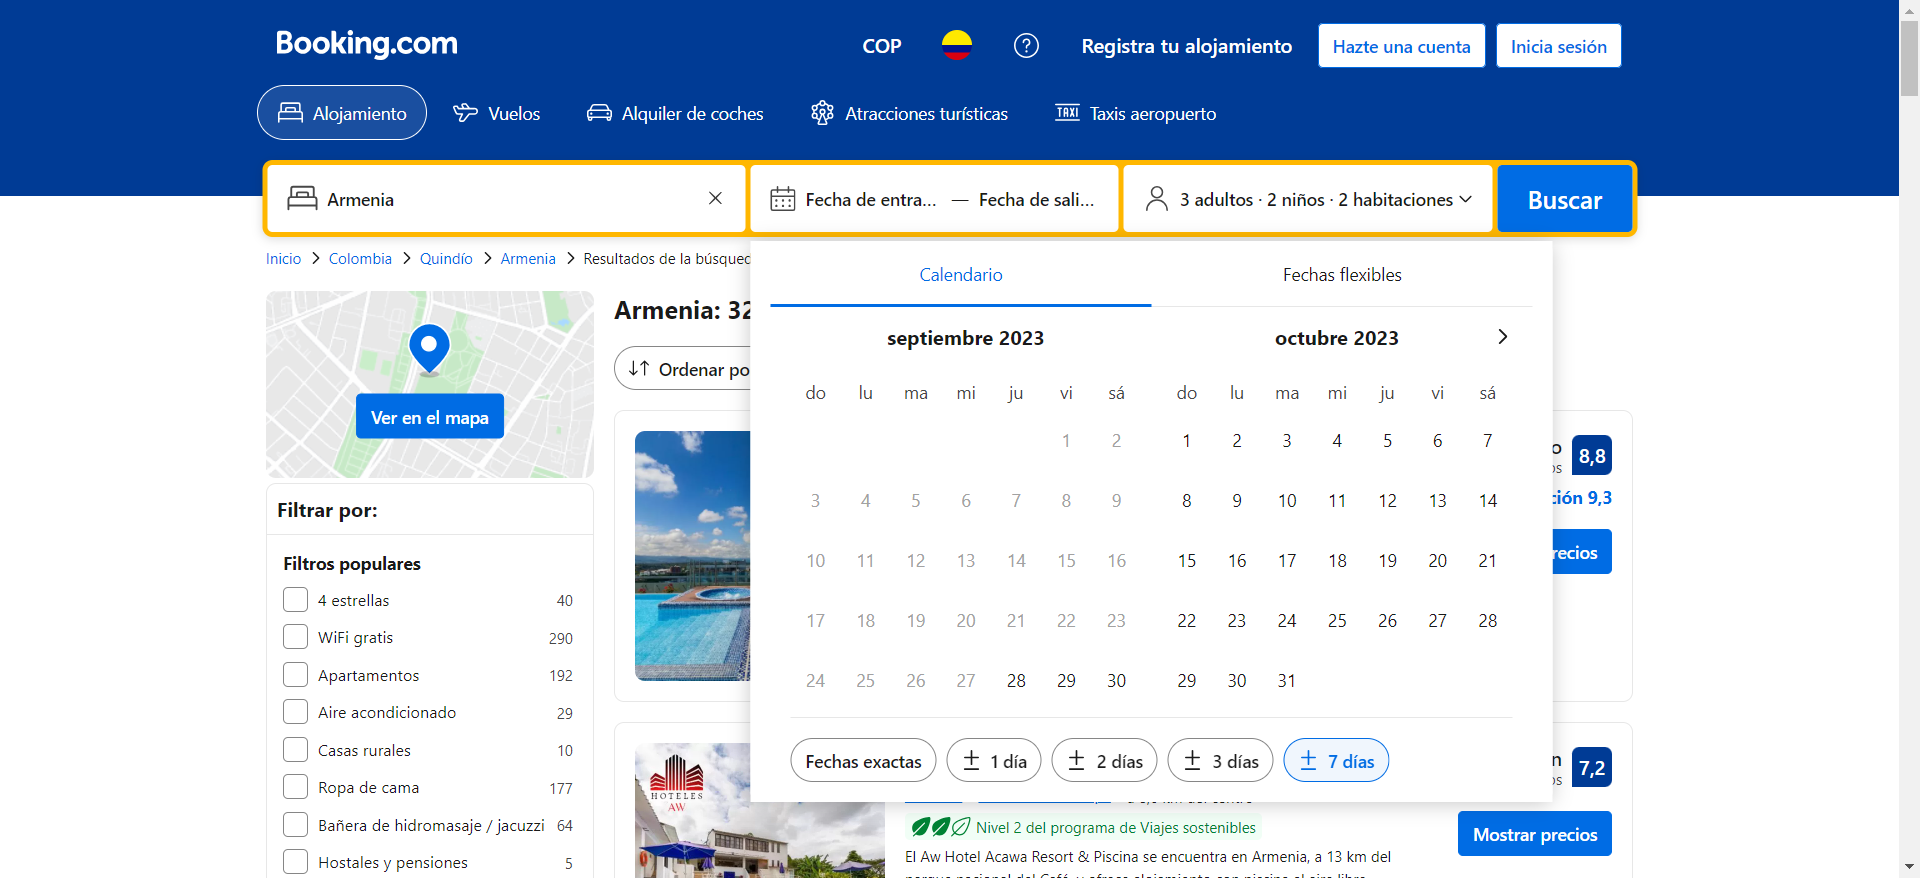 Booking.com
COP
Registra tu alojamiento
Hazte una cuenta
Inicia sesión
Alojamiento
Vuelos
Alquiler de coches
Atracciones turísticas
TAXI
Taxis aeropuerto
Armenia
Fecha de entra... — Fecha de sali...
3 adultos · 2 niños · 2 habitaciones
Buscar
Inicio > Colombia > Quindío > Armenia > Resultados de la búsqued
Calendario
Fechas flexibles
Ver en el mapa
Armenia: 32
Ordenar po
septiembre 2023
do lu ma mi ju vi sá
1 2
3 4 5 6 7 8 9
10 11 12 13 14 15 16
17 18 19 20 21 22 23
24 25 26 27 28 29 30
octubre 2023
do lu ma mi ju vi sá
1 2 3 4 5 6 7
8 9 10 11 12 13 14
15 16 17 18 19 20 21
22 23 24 25 26 27 28
29 30 31
Fechas exactas
± 1 día
± 2 días
± 3 días
± 7 días
8,8
ción 9,3
recios
Filtrar por:
Filtros populares
4 estrellas 40
WiFi gratis 290
Apartamentos 192
Aire acondicionado 29
Casas rurales 10
Ropa de cama 177
Bañera de hidromasaje / jacuzzi 64
Hostales y pensiones 5
HOTELES
AW
7,2
Nivel 2 del programa de Viajes sostenibles
Mostrar precios
El Aw Hotel Acawa Resort & Piscina se encuentra en Armenia, a 13 km del